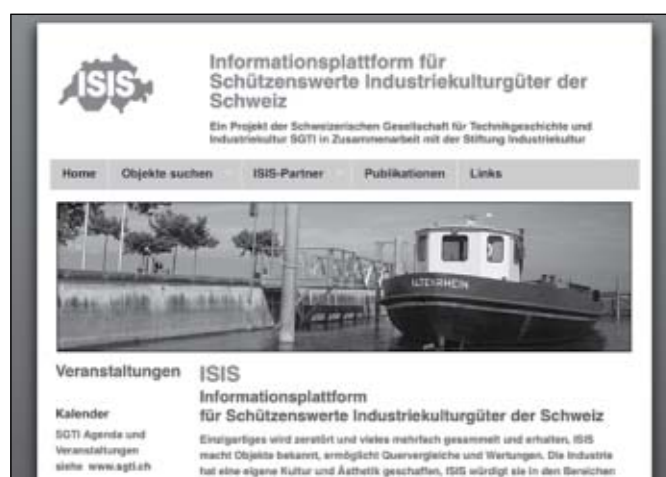 ISIS
Informationsplattform für
Schützenswerte Industriekulturgüter der
Schweiz
Ein Projekt der Schweizerischen Gesellschaft für Technikgeschichte und
Industriekultur SGTI in Zusammenarbeit mit der Stiftung Industriekultur
Home Objekte suchen ISIS-Partner Publikationen Links
ALTENRHEIN
Veranstaltungen
Kalender
SGTI Agenda und
Veranstaltungen
siehe www.sgti.ch
ISIS
Informationsplattform
für Schützenswerte Industriekulturgüter der Schweiz
Einzigartiges wird zerstört und vieles mehrfach gesammelt und erhalten. ISIS
macht Objekte bekannt, ermöglicht Quervergleiche und Wertungen. Die Industrie
hat eine eigene Kultur und Ästhetik geschaffen, ISIS würdigt sie in den Bereichen